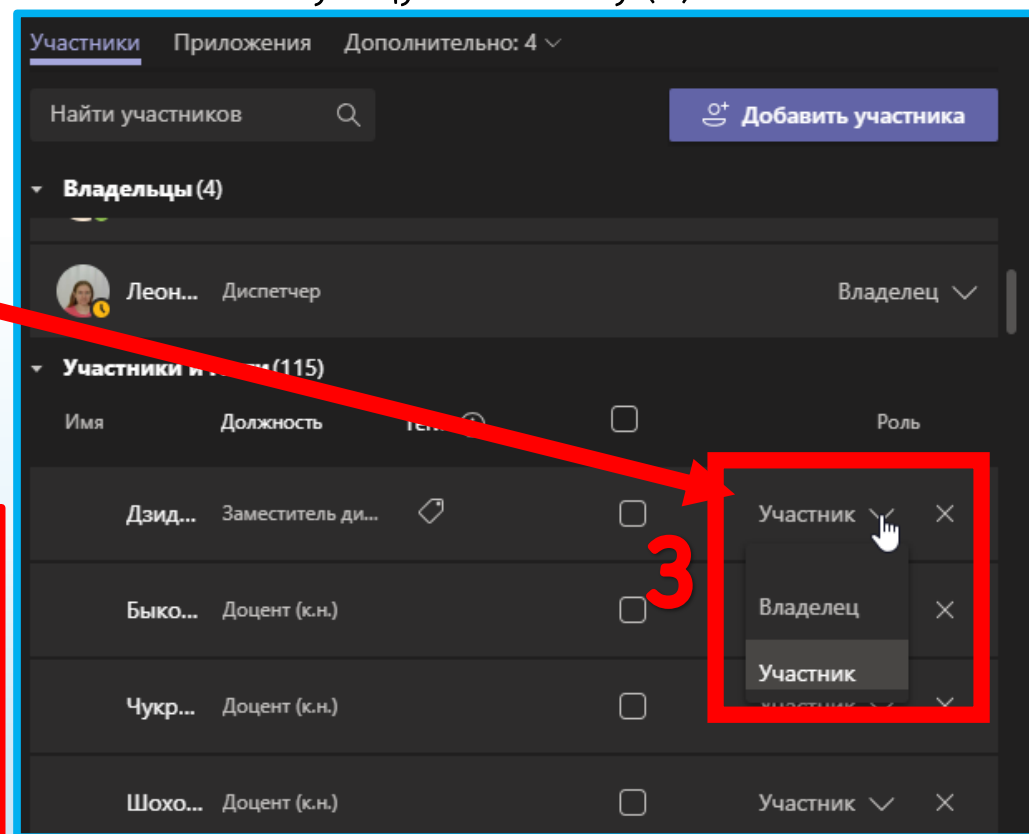 Участники Приложения Дополнительно: 4
Найти участников Добавить участника
Владельцы (4)
Леон... Диспетчер Владелец
Участники и (115)
Имя Должность Роль
Дзид... Заместитель ди... Участник
3
Быко... Доцент (к.н.) Владелец
Участник
Чукр... Доцент (к.н.) Участник
Шохо... Доцент (к.н.) Участник